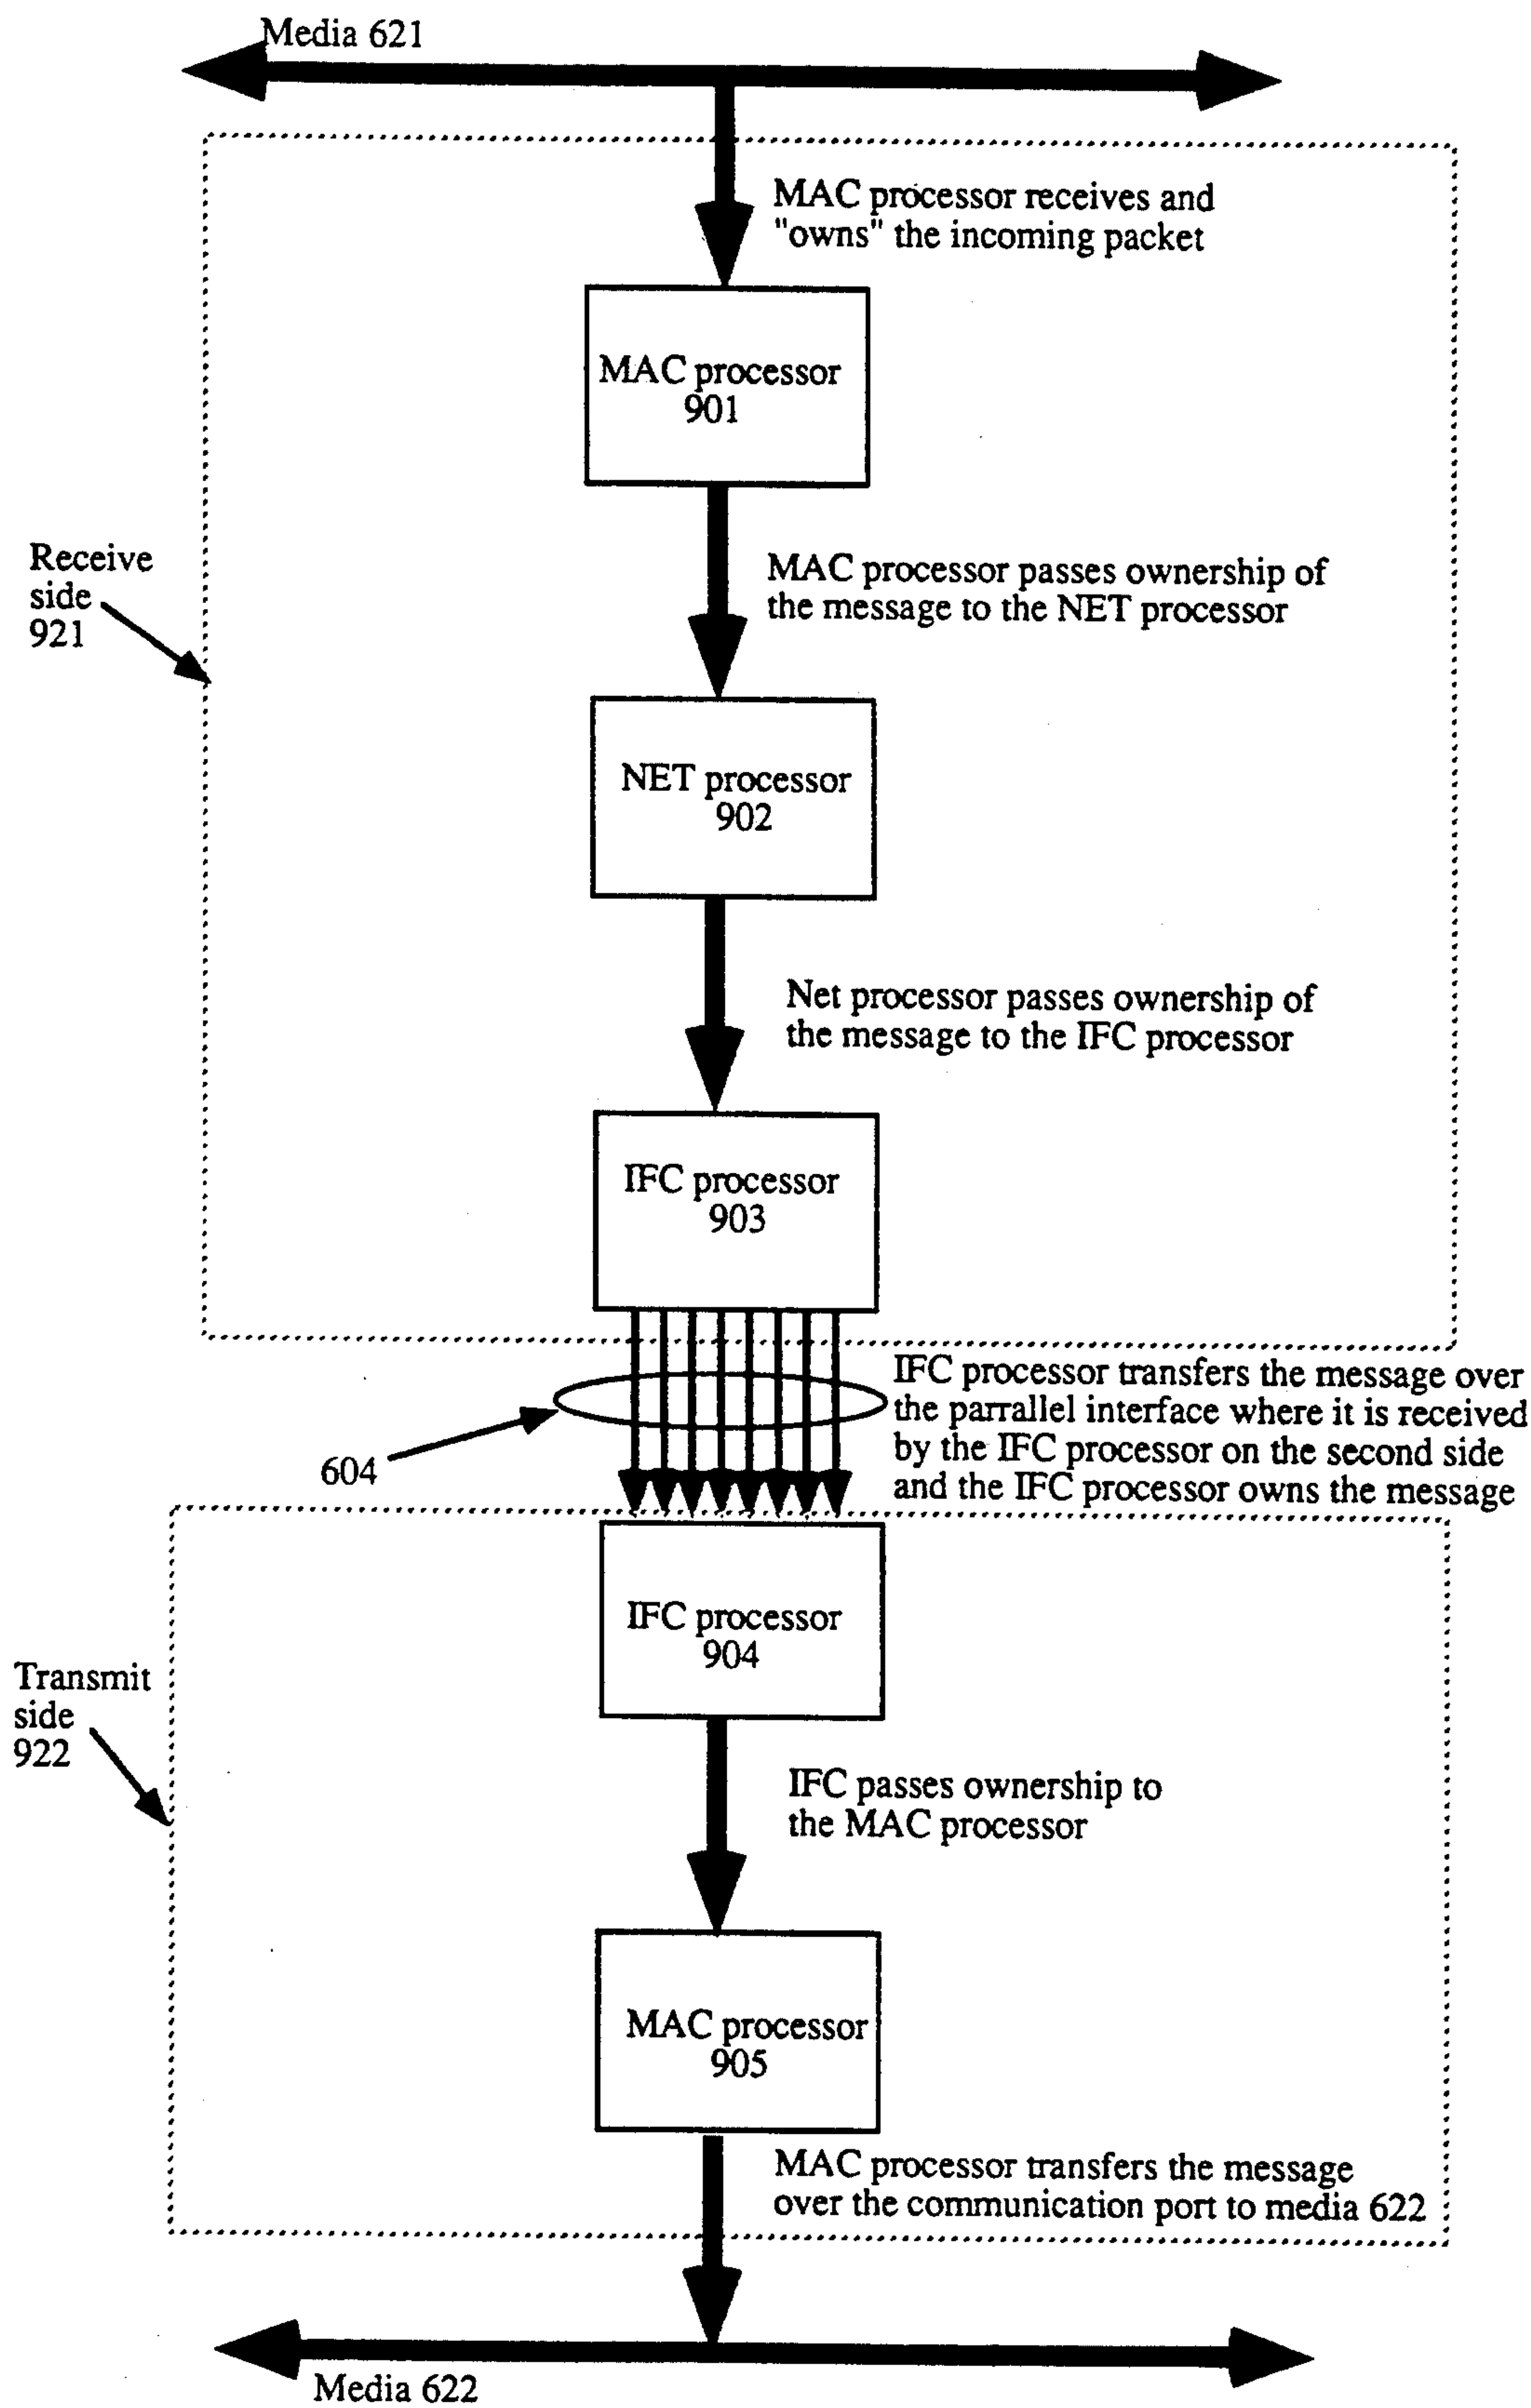 Media 621
MAC processor receives and
"owns" the incoming packet
MAC processor
901
Receive
side
921
MAC processor passes ownership of
the message to the NET processor
NET processor
902
Net processor passes ownership of
the message to the IFC processor
IFC processor
903
IFC processor transfers the message over
the parrallel interface where it is received
by the IFC processor on the second side
and the IFC processor owns the message
604
IFC processor
904
Transmit
side
922
IFC passes ownership to
the MAC processor
MAC processor
905
MAC processor transfers the message
over the communication port to media 622
Media 622